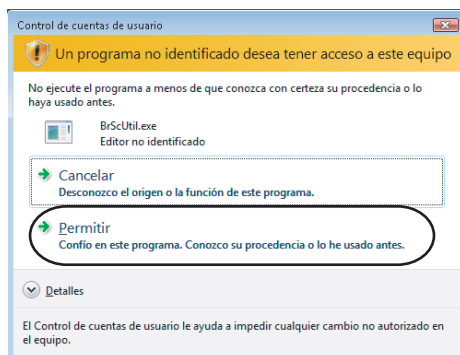 Control de cuentas de usuario
Un programa no identificado desea tener acceso a este equipo
No ejecute el programa a menos de que conozca con certeza su procedencia o lo
haya usado antes.
BrScUtil.exe
Editor no identificado
Cancelar
Desconozco el origen o la función de este programa.
Permitir
Confío en este programa. Conozco su procedencia o lo he usado antes.
Detalles
El Control de cuentas de usuario le ayuda a impedir cualquier cambio no autorizado en
el equipo.